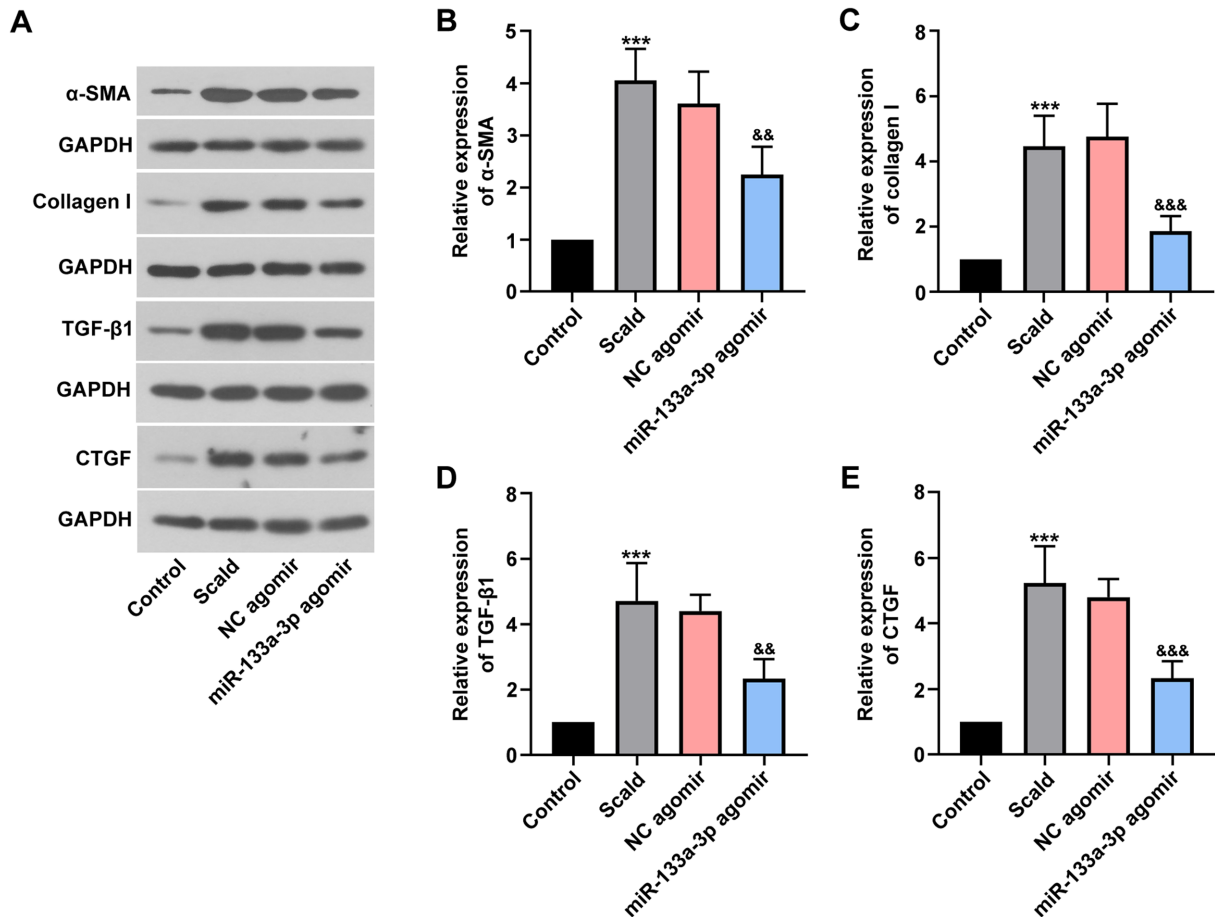 A
α-SMA
GAPDH
Collagen I
GAPDH
TGF-β1
GAPDH
CTGF
GAPDH
Control
Scald
NC agomir
miR-133a-3p agomir
B
Relative expression
of α-SMA
5
4
3
2
1
0
***
&&
Control
Scald
NC agomir
miR-133a-3p agomir
C
Relative expression
of collagen I
8
6
4
2
0
***
&&&
Control
Scald
NC agomir
miR-133a-3p agomir
D
Relative expression
of TGF-β1
8
6
4
2
0
***
&&
Control
Scald
NC agomir
miR-133a-3p agomir
E
Relative expression
of CTGF
8
6
4
2
0
***
&&&
Control
Scald
NC agomir
miR-133a-3p agomir